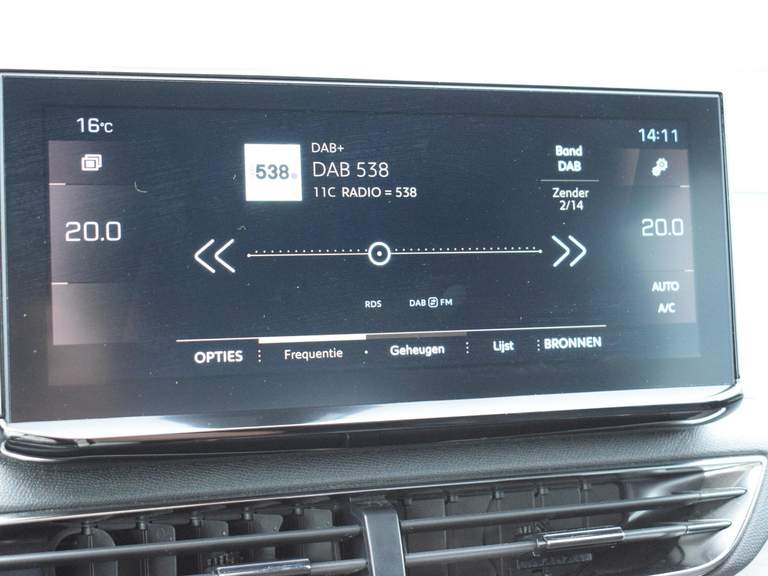 16°C
14:11
538
DAB+
DAB 538
11C RADIO = 538
Band
DAB
Zender
2/14
20.0
20.0
RDS
DAB FM
AUTO
A/C
OPTIES
Frequentie
Geheugen
Lijst
BRONNEN